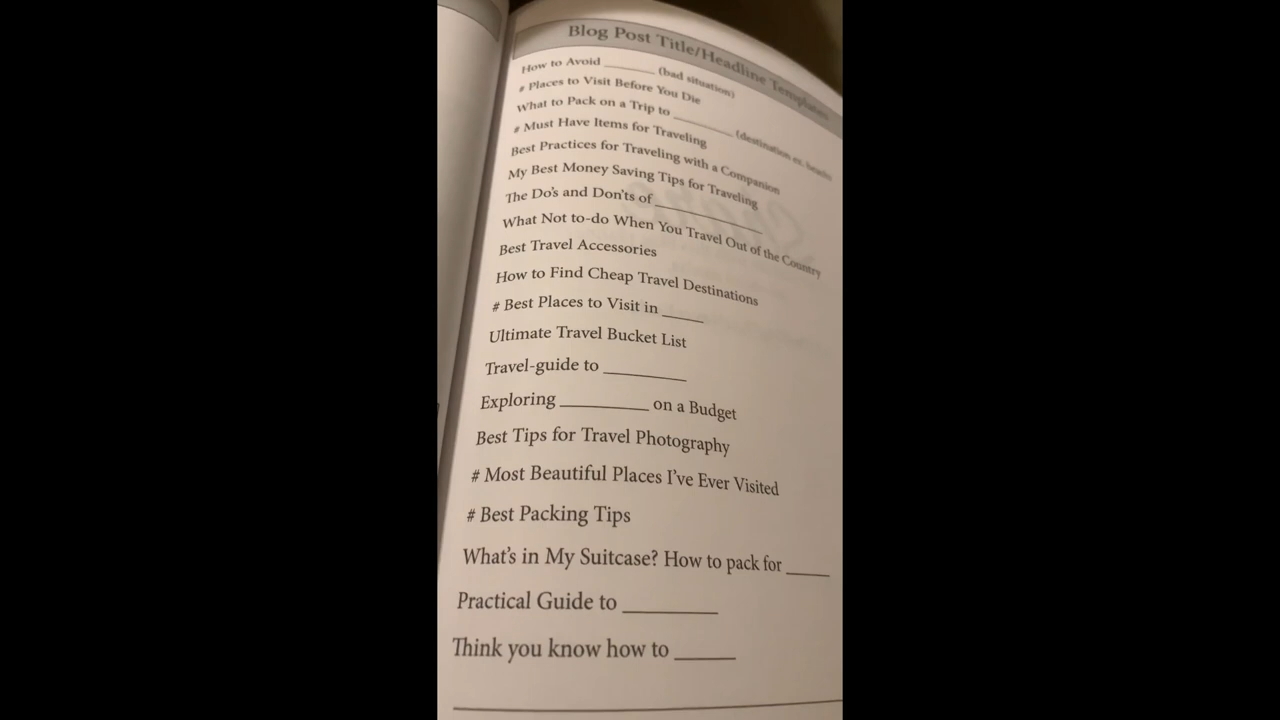 Blog Post Title/Headline Templates
How to Avoid ________ (bad situation)
# Places to Visit Before You Die
What to Pack on a Trip to _________ (destination ex. beach)
# Must Have Items for Traveling
Best Practices for Traveling with a Companion
My Best Money Saving Tips for Traveling
The Do's and Don'ts of ________________
What Not to-do When You Travel Out of the Country
Best Travel Accessories
How to Find Cheap Travel Destinations
# Best Places to Visit in _____
Ultimate Travel Bucket List
Travel-guide to _________
Exploring _________ on a Budget
Best Tips for Travel Photography
# Most Beautiful Places I've Ever Visited
# Best Packing Tips
What's in My Suitcase? How to pack for ____
Practical Guide to _________
Think you know how to _____